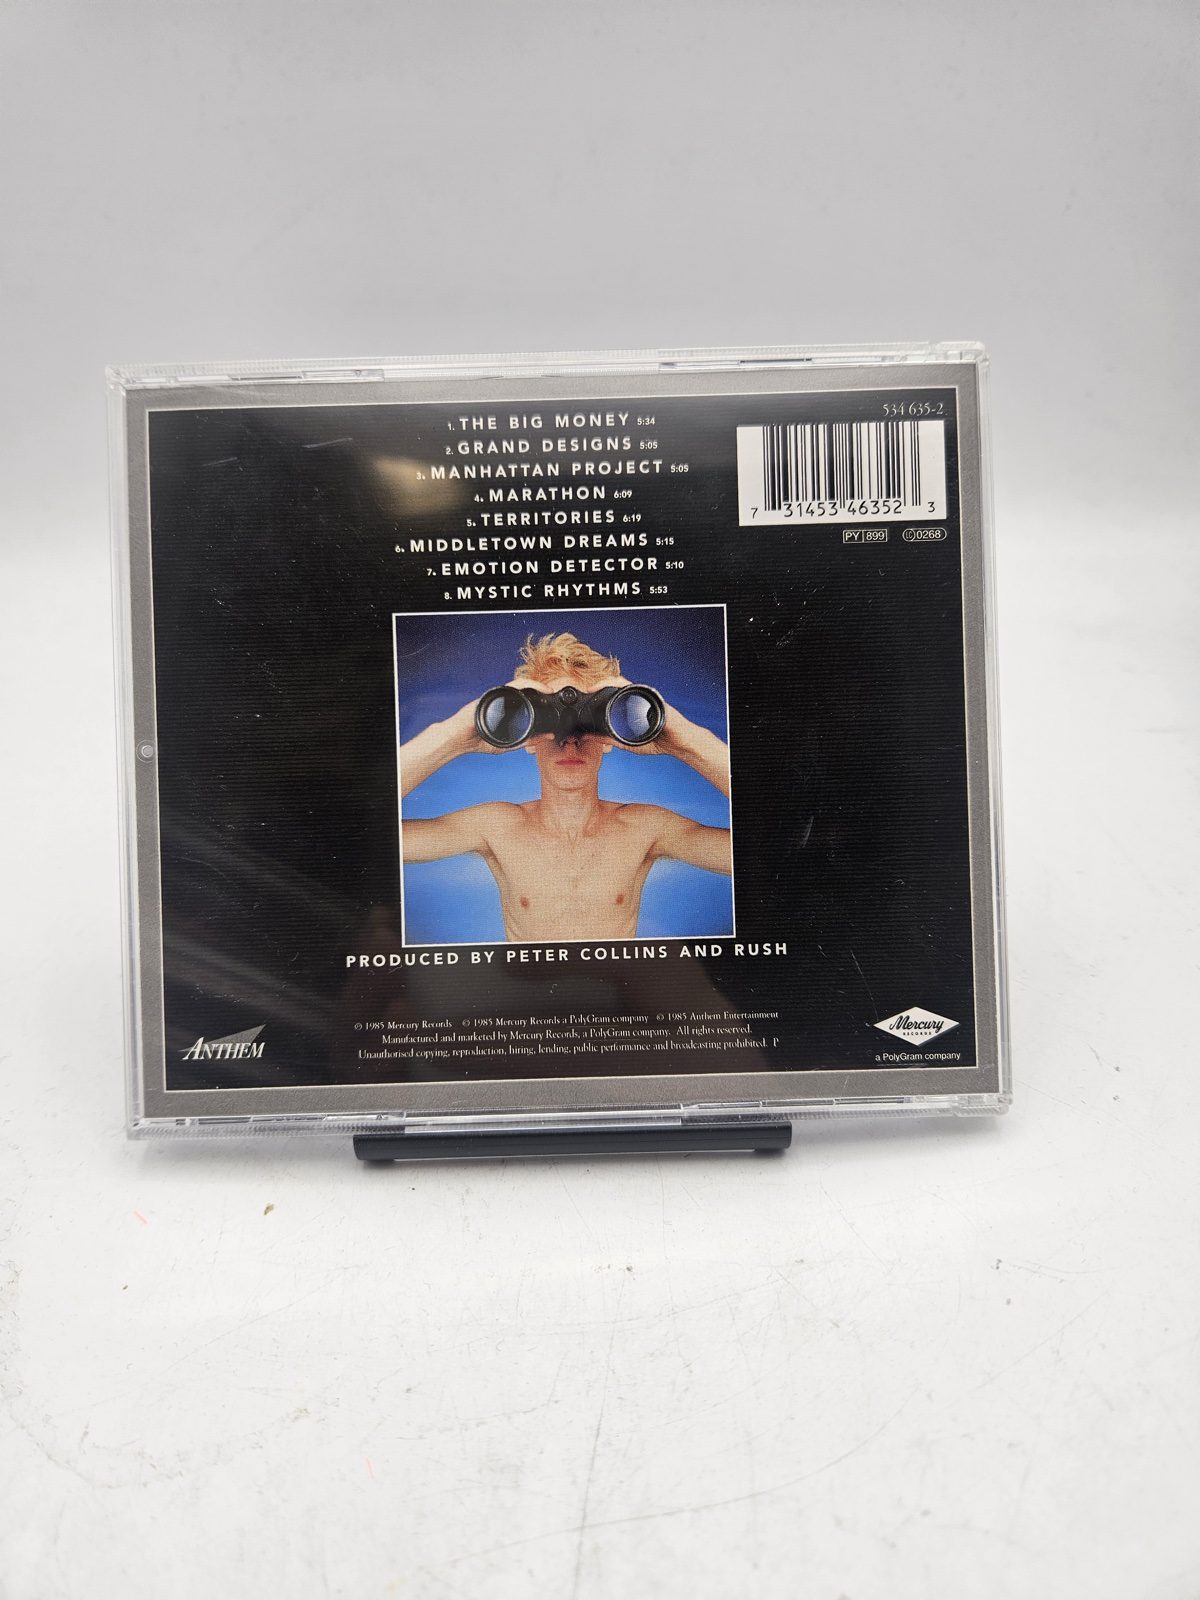 534 635-2
1. THE BIG MONEY 5:34
2. GRAND DESIGNS 5:05
3. MANHATTAN PROJECT 5:05
4. MARATHON 6:09
5. TERRITORIES 6:19
6. MIDDLETOWN DREAMS 5:15
7. EMOTION DETECTOR 5:10
8. MYSTIC RHYTHMS 5:53
7 31453 46352 3
PY 899 LC 0268
PRODUCED BY PETER COLLINS AND RUSH
℗ 1985 Mercury Records © 1985 Mercury Records a PolyGram company © 1985 Anthem Entertainment
Manufactured and marketed by Mercury Records, a PolyGram company. All rights reserved.
Unauthorised copying, reproduction, hiring, lending, public performance and broadcasting prohibited. P
ANTHEM
Mercury
RECORDS
a PolyGram company